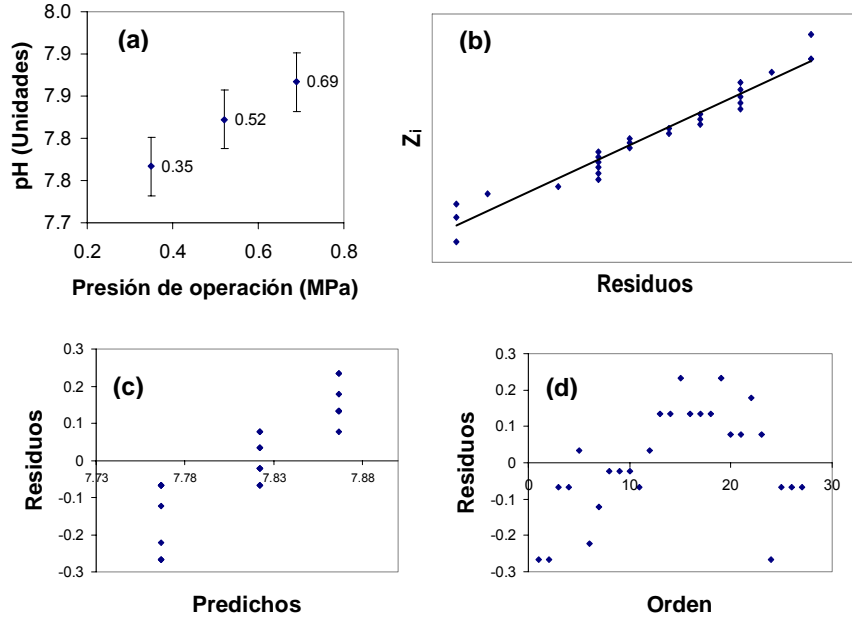 (a)
pH (Unidades)
8.0
7.9
7.9
7.8
7.8
7.7
0.69
0.52
0.35
0.2 0.4 0.6 0.8
Presión de operación (MPa)
(b)
Zi
Residuos
(c)
Residuos
0.3
0.2
0.1
0
-0.1
-0.2
-0.3
7.73 7.78 7.83 7.88
Predichos
(d)
Residuos
0.3
0.2
0.1
0
-0.1
-0.2
-0.3
0 10 20 30
Orden